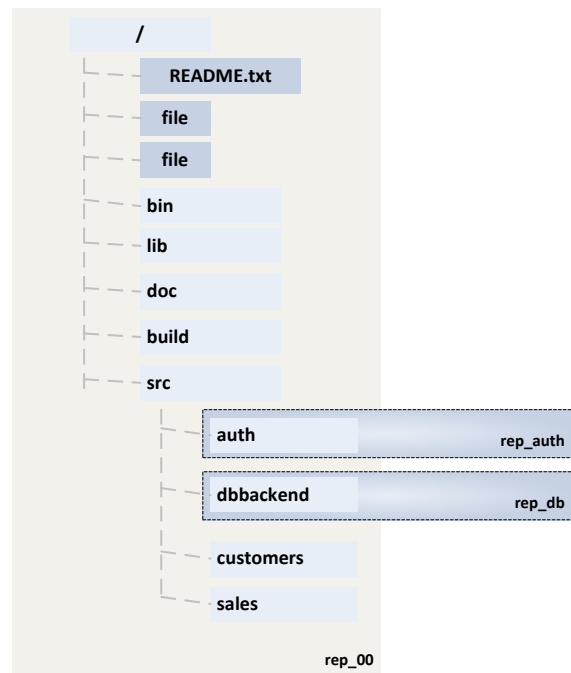 /
README.txt
file
file
bin
lib
doc
build
src
auth
rep_auth
dbbackend
rep_db
customers
sales
rep_00